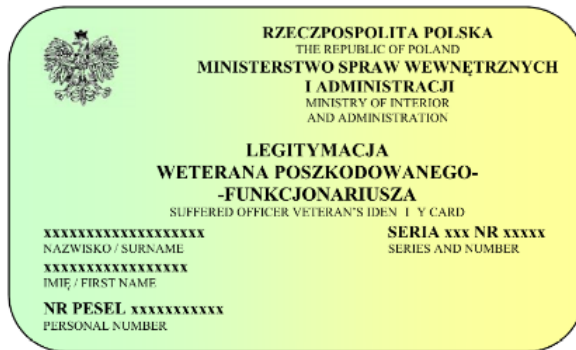 RZECZPOSPOLITA POLSKA
THE REPUBLIC OF POLAND
MINISTERSTWO SPRAW WEWNĘTRZNYCH
I ADMINISTRACJI
MINISTRY OF INTERIOR
AND ADMINISTRATION
LEGITYMACJA
WETERANA POSZKODOWANEGO-
-FUNKCJONARIUSZA
SUFFERED OFFICER VETERAN'S IDEN I Y CARD
xxxxxxxxxxxxxxxxxxx SERIA xxx NR xxxxx
NAZWISKO / SURNAME SERIES AND NUMBER
xxxxxxxxxxxxxxxxx
IMIĘ / FIRST NAME
NR PESEL xxxxxxxxxxx
PERSONAL NUMBER